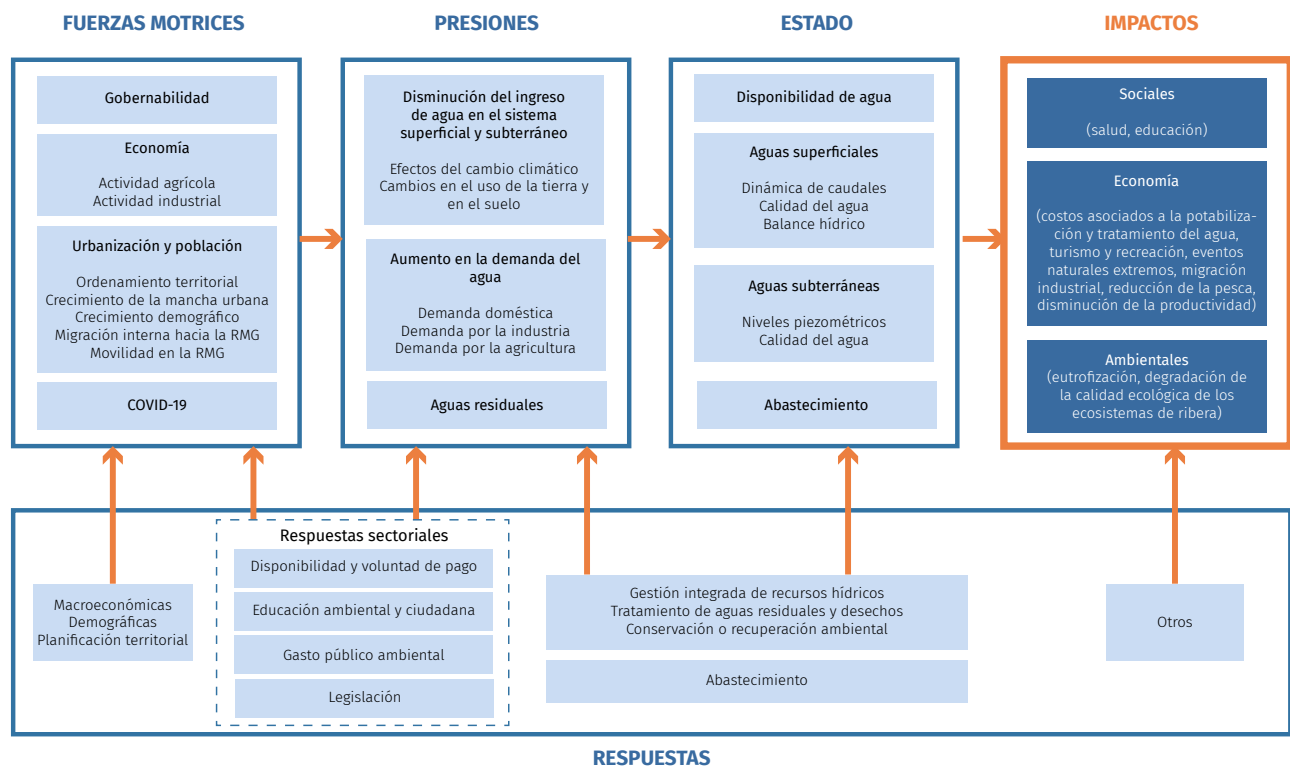 FUERZAS MOTRICES
Gobernabilidad
Economía
Actividad agrícola
Actividad industrial
Urbanización y población
Ordenamiento territorial
Crecimiento de la mancha urbana
Crecimiento demográfico
Migración interna hacia la RMG
Movilidad en la RMG
COVID-19
PRESIONES
Disminución del ingreso
de agua en el sistema
superficial y subterráneo
Efectos del cambio climático
Cambios en el uso de la tierra y
en el suelo
Aumento en la demanda del
agua
Demanda doméstica
Demanda por la industria
Demanda por la agricultura
Aguas residuales
ESTADO
Disponibilidad de agua
Aguas superficiales
Dinámica de caudales
Calidad del agua
Balance hídrico
Aguas subterráneas
Niveles piezométricos
Calidad del agua
Abastecimiento
IMPACTOS
Sociales
(salud, educación)
Economía
(costos asociados a la potabiliza-
ción y tratamiento del agua,
turismo y recreación, eventos
naturales extremos, migración
industrial, reducción de la pesca,
disminución de la productividad)
Ambientales
(eutrofización, degradación de
la calidad ecológica de los
ecosistemas de ribera)
Macroeconómicas
Demográficas
Planificación territorial
Respuestas sectoriales
Disponibilidad y voluntad de pago
Educación ambiental y ciudadana
Gasto público ambiental
Legislación
Gestión integrada de recursos hídricos
Tratamiento de aguas residuales y desechos
Conservación o recuperación ambiental
Abastecimiento
Otros
RESPUESTAS